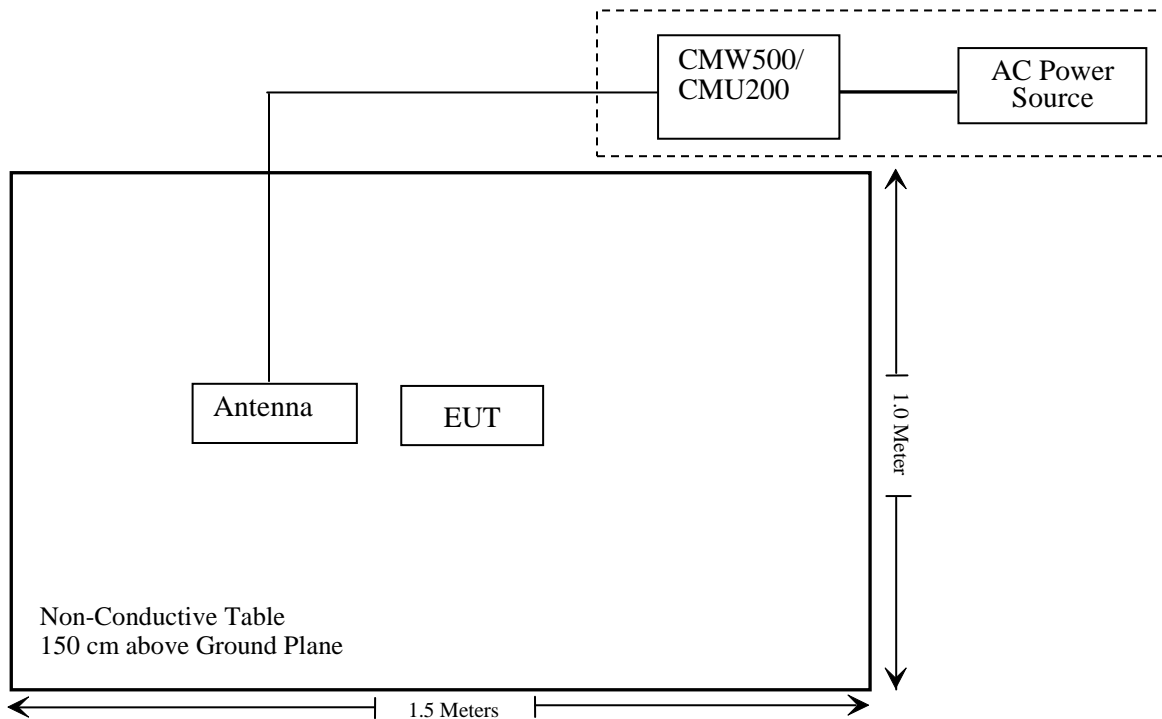 CMW500/
CMU200
AC Power
Source
Antenna
EUT
1.0 Meter
Non-Conductive Table
150 cm above Ground Plane
1.5 Meters